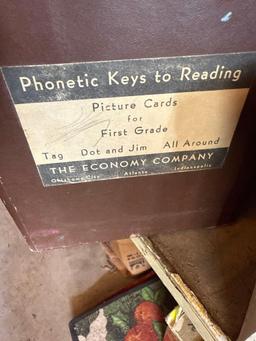 Phonetic Keys to Reading
Picture Cards
for
First Grade
Tag Dot and Jim All Around
THE ECONOMY COMPANY
Oklahoma City Atlanta Indianapolis